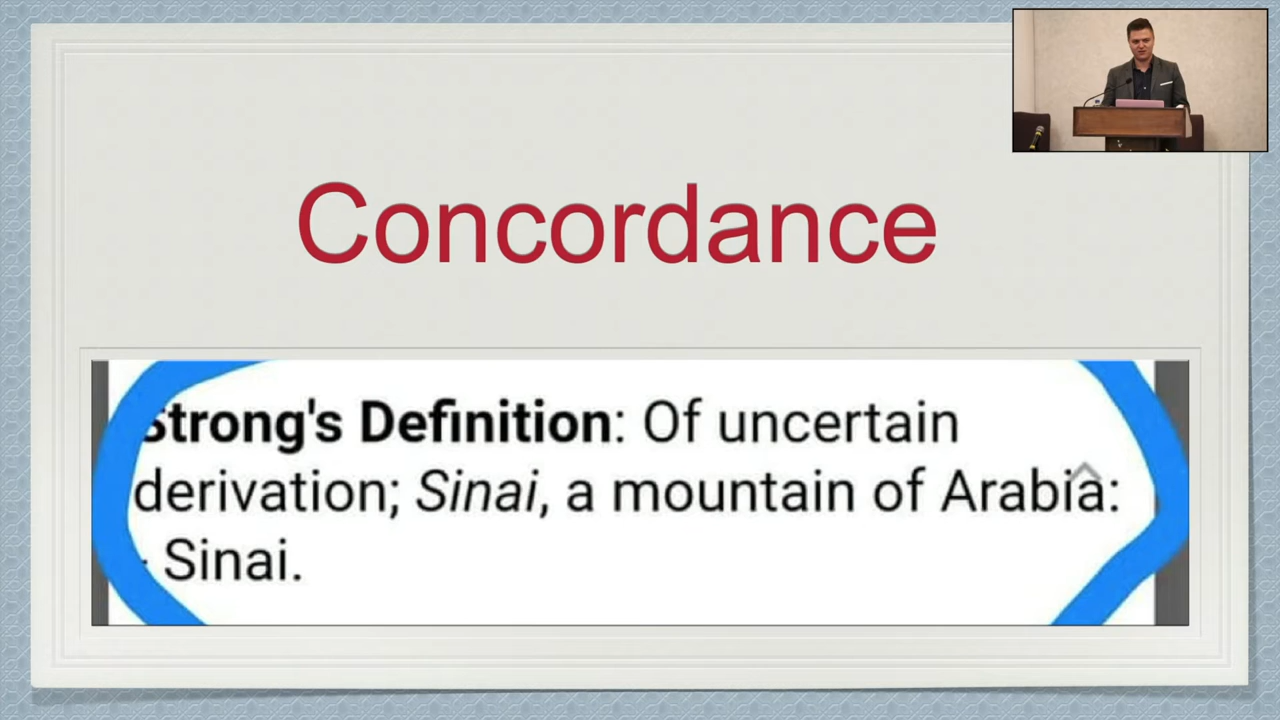 Concordance
Strong's Definition: Of uncertain
derivation; Sinai, a mountain of Arabia:
- Sinai.